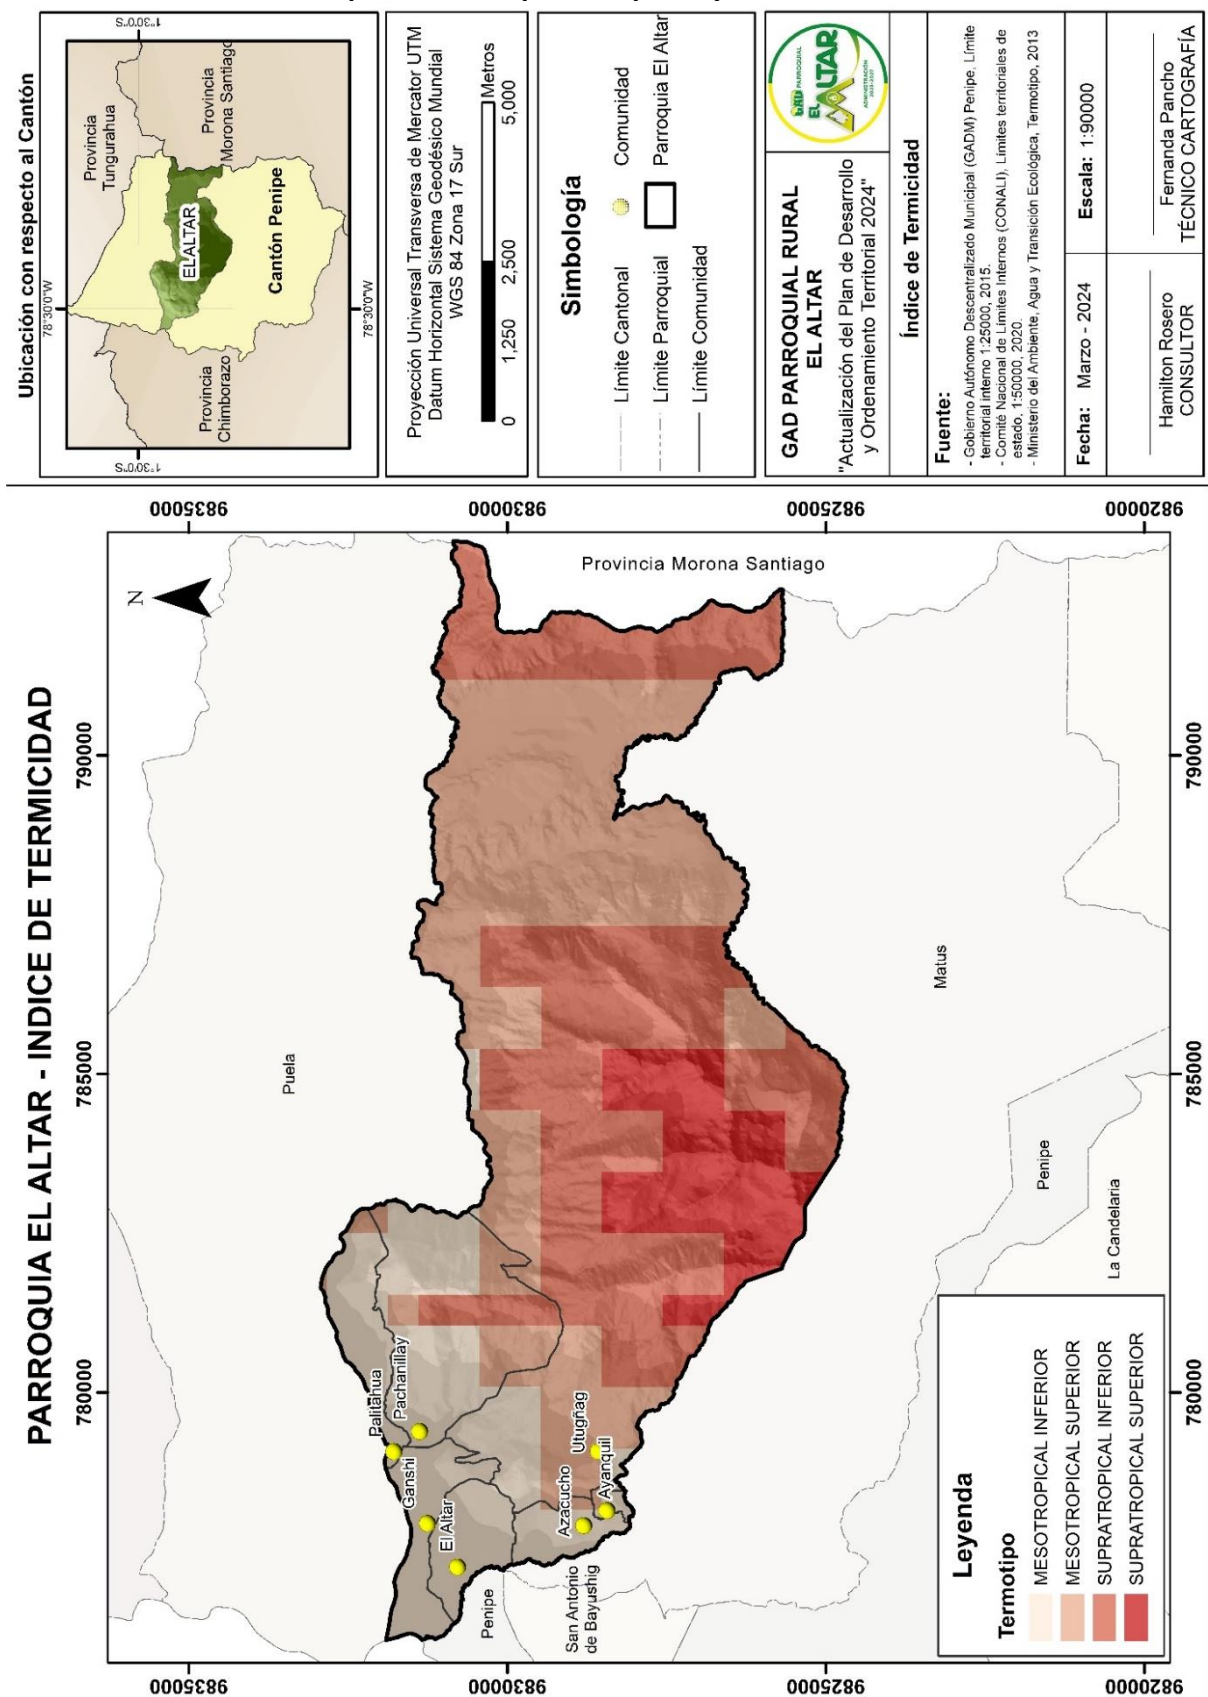 PARROQUIA EL ALTAR - INDICE DE TERMICIDAD
780000
785000
790000
9835000
9830000
9825000
9820000
N
Puela
Provincia Morona Santiago
Palitahua
Pachanillay
Ganshi
El Altar
Utugñag
Azacucho
Ayanquil
Penipe
San Antonio
de Bayushig
Matus
Penipe
La Candelaria
Leyenda
Termotipo
MESOTROPICAL INFERIOR
MESOTROPICAL SUPERIOR
SUPRATROPICAL INFERIOR
SUPRATROPICAL SUPERIOR
9835000
9830000
9825000
9820000
780000
785000
790000
Ubicación con respecto al Cantón
78°30'0"W
1°30'0"S
1°30'0"S
Provincia
Tungurahua
Provincia
Morona Santiago
EL ALTAR
Provincia
Chimborazo
Cantón Penipe
78°30'0"W
Proyección Universal Transversa de Mercator UTM
Datum Horizontal Sistema Geodésico Mundial
WGS 84 Zona 17 Sur
0 1,250 2,500 5,000
Metros
Simbología
Límite Cantonal
Comunidad
Límite Parroquial
Parroquia El Altar
Límite Comunidad
GAD PARROQUIAL RURAL
EL ALTAR
"Actualización del Plan de Desarrollo
y Ordenamiento Territorial 2024"
GAD PARROQUIAL
EL
ALTAR
ADMINISTRACIÓN
2023-2027
Índice de Termicidad
Fuente:
- Gobierno Autónomo Descentralizado Municipal (GADM) Penipe, Límite
territorial interno 1:25000, 2015.
- Comité Nacional de Límites Internos (CONALI), Límites territoriales de
estado, 1:50000, 2020.
- Ministerio del Ambiente, Agua y Transición Ecológica, Termotipo, 2013
Fecha: Marzo - 2024
Escala: 1:90000
Hamilton Rosero
CONSULTOR
Fernanda Pancho
TÉCNICO CARTOGRAFÍA